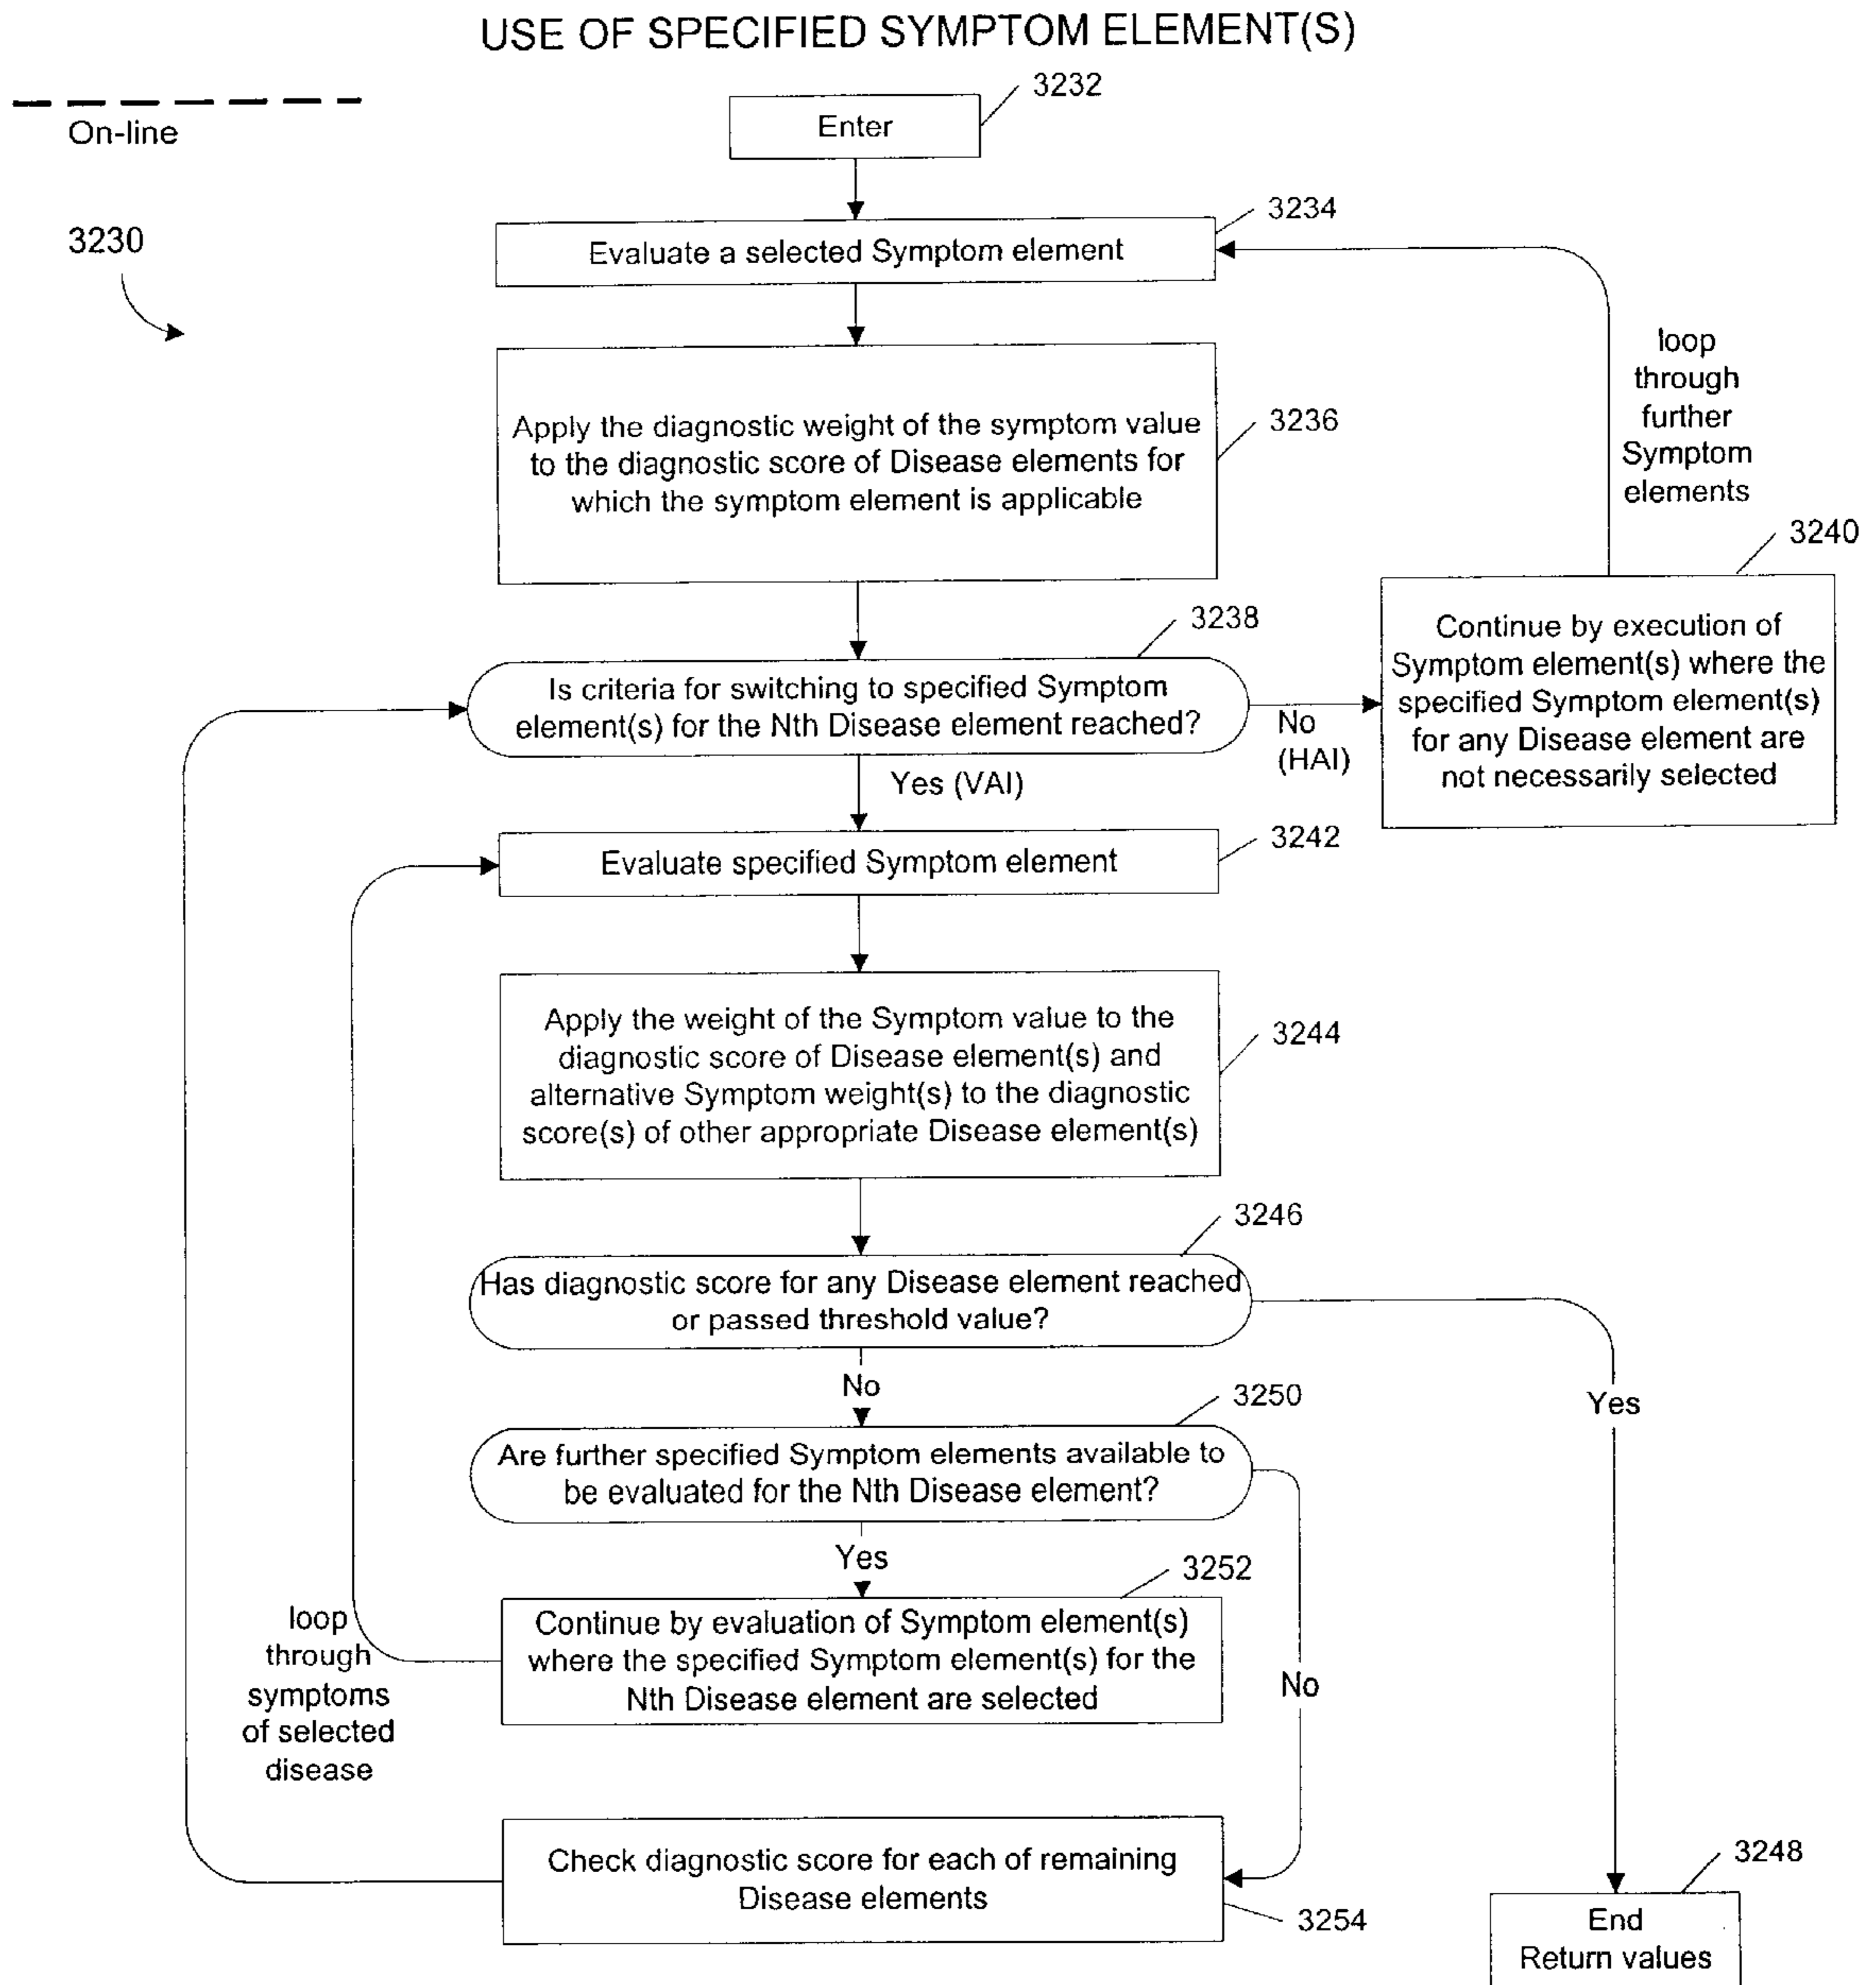 USE OF SPECIFIED SYMPTOM ELEMENT(S)
On-line
3230
3232
Enter
3234
Evaluate a selected Symptom element
3236
Apply the diagnostic weight of the symptom value
to the diagnostic score of Disease elements for
which the symptom element is applicable
loop
through
further
Symptom
elements
3238
Is criteria for switching to specified Symptom
element(s) for the Nth Disease element reached?
No
(HAI)
3240
Continue by execution of
Symptom element(s) where the
specified Symptom element(s)
for any Disease element are
not necessarily selected
Yes (VAI)
3242
Evaluate specified Symptom element
3244
Apply the weight of the Symptom value to the
diagnostic score of Disease element(s) and
alternative Symptom weight(s) to the diagnostic
score(s) of other appropriate Disease element(s)
3246
Has diagnostic score for any Disease element reached
or passed threshold value?
No
Yes
3250
Are further specified Symptom elements available to
be evaluated for the Nth Disease element?
Yes
No
3252
Continue by evaluation of Symptom element(s)
where the specified Symptom element(s) for the
Nth Disease element are selected
loop
through
symptoms
of selected
disease
Check diagnostic score for each of remaining
Disease elements
3254
3248
End
Return values